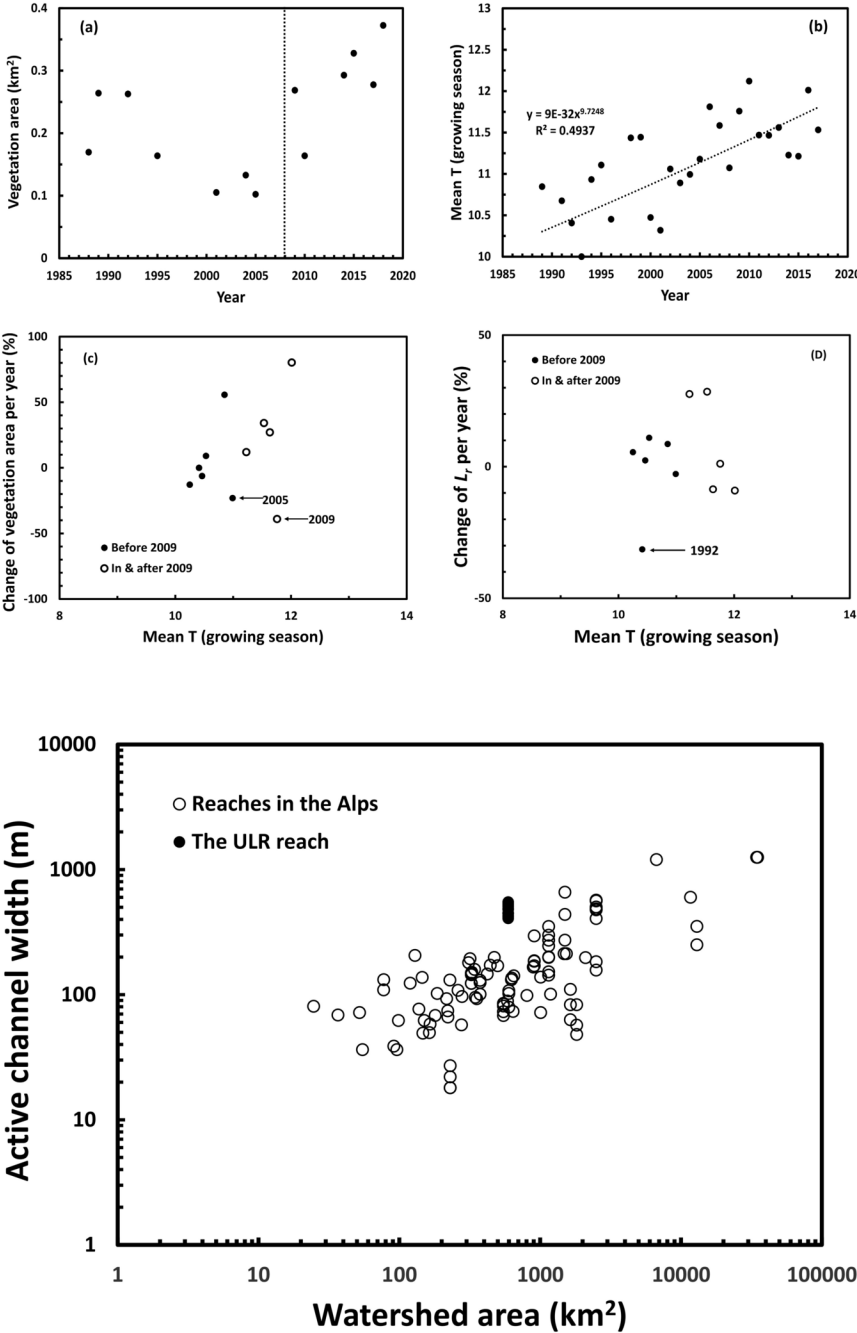 (a)
Vegetation area (km²)
0.4
0.3
0.2
0.1
0
1985 1990 1995 2000 2005 2010 2015 2020
Year
(b)
Mean T (growing season)
13
12.5
12
11.5
11
10.5
10
y = 9E-32x^9.7248
R² = 0.4937
1985 1990 1995 2000 2005 2010 2015 2020
Year
(c)
Change of vegetation area per year (%)
100
50
0
-50
-100
2005
2009
Before 2009
In & after 2009
8 10 12 14
Mean T (growing season)
(D)
Change of Lr per year (%)
50
0
-50
Before 2009
In & after 2009
1992
8 10 12 14
Mean T (growing season)
Active channel width (m)
10000
1000
100
10
1
Reaches in the Alps
The ULR reach
1 10 100 1000 10000 100000
Watershed area (km²)